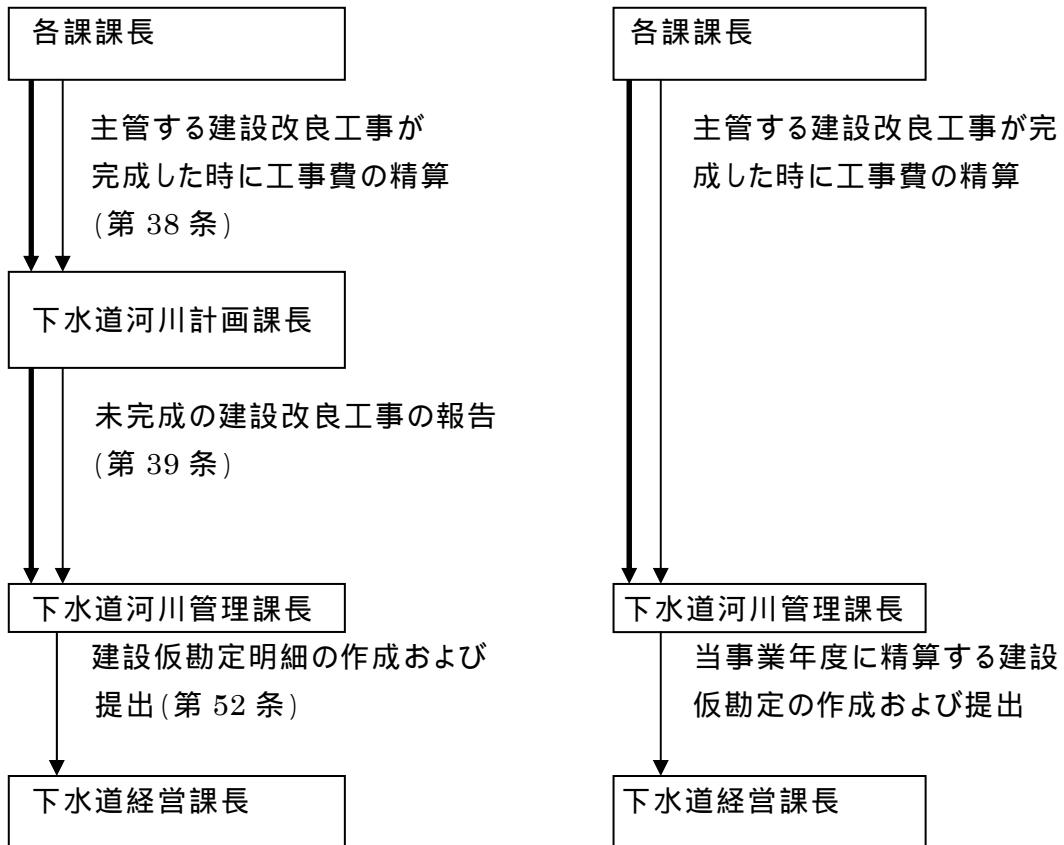 各課課長
主管する建設改良工事が
完成した時に工事費の精算
(第 38 条)
下水道河川計画課長
未完成の建設改良工事の報告
(第 39 条)
下水道河川管理課長
建設仮勘定明細の作成および
提出(第 52 条)
下水道経営課長
各課課長
主管する建設改良工事が完
成した時に工事費の精算
下水道河川管理課長
当事業年度に精算する建設
仮勘定の作成および提出
下水道経営課長